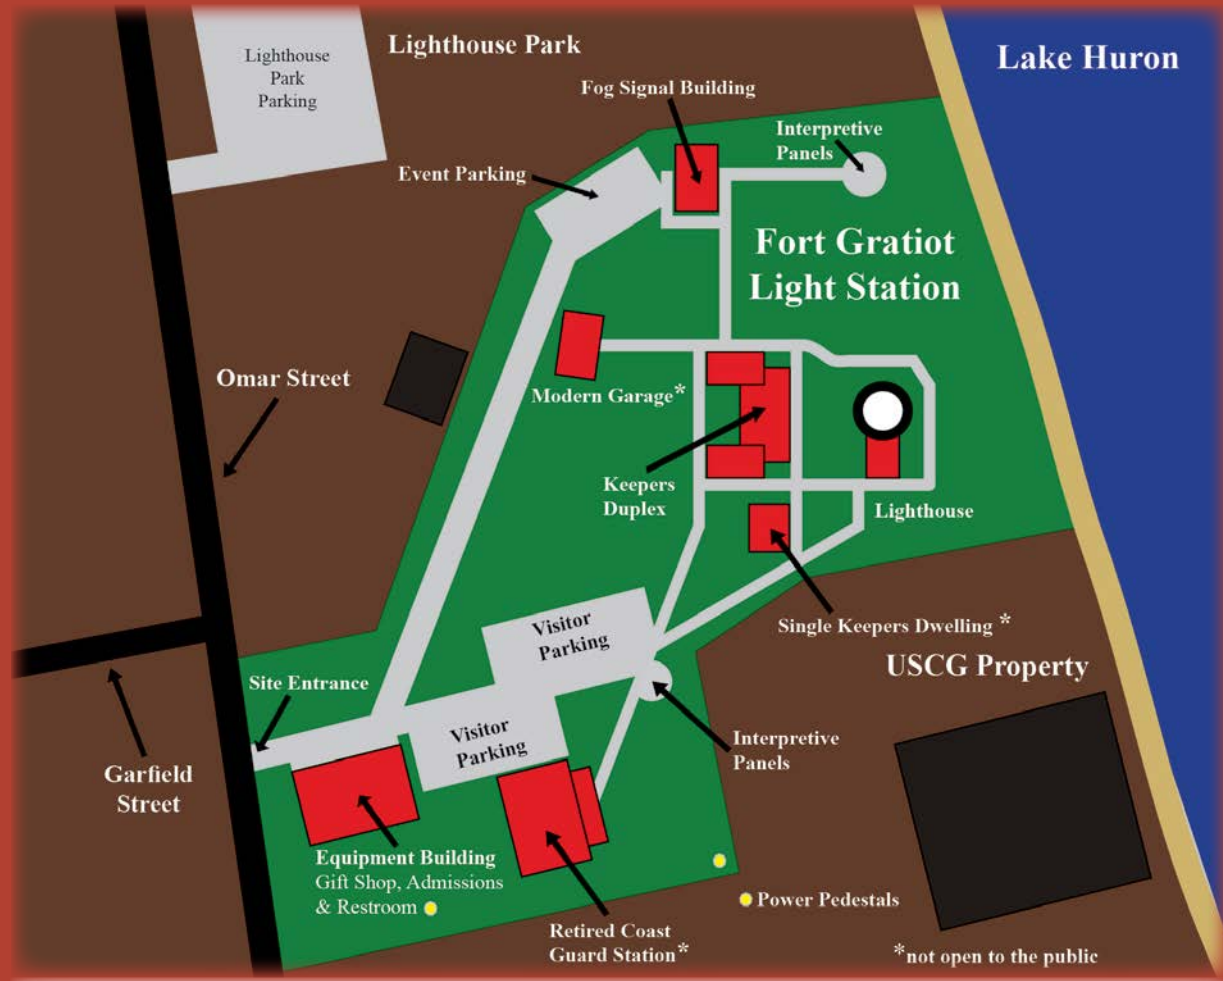 Lighthouse
Park
Parking
Lighthouse Park
Lake Huron
Fog Signal Building
Interpretive
Panels
Event Parking
Fort Gratiot
Light Station
Omar Street
Modern Garage*
Keepers
Duplex
Lighthouse
Visitor
Parking
Single Keepers Dwelling *
USCG Property
Site Entrance
Visitor
Parking
Interpretive
Panels
Garfield
Street
Equipment Building
Gift Shop, Admissions
& Restroom
Power Pedestals
Retired Coast
Guard Station*
*not open to the public